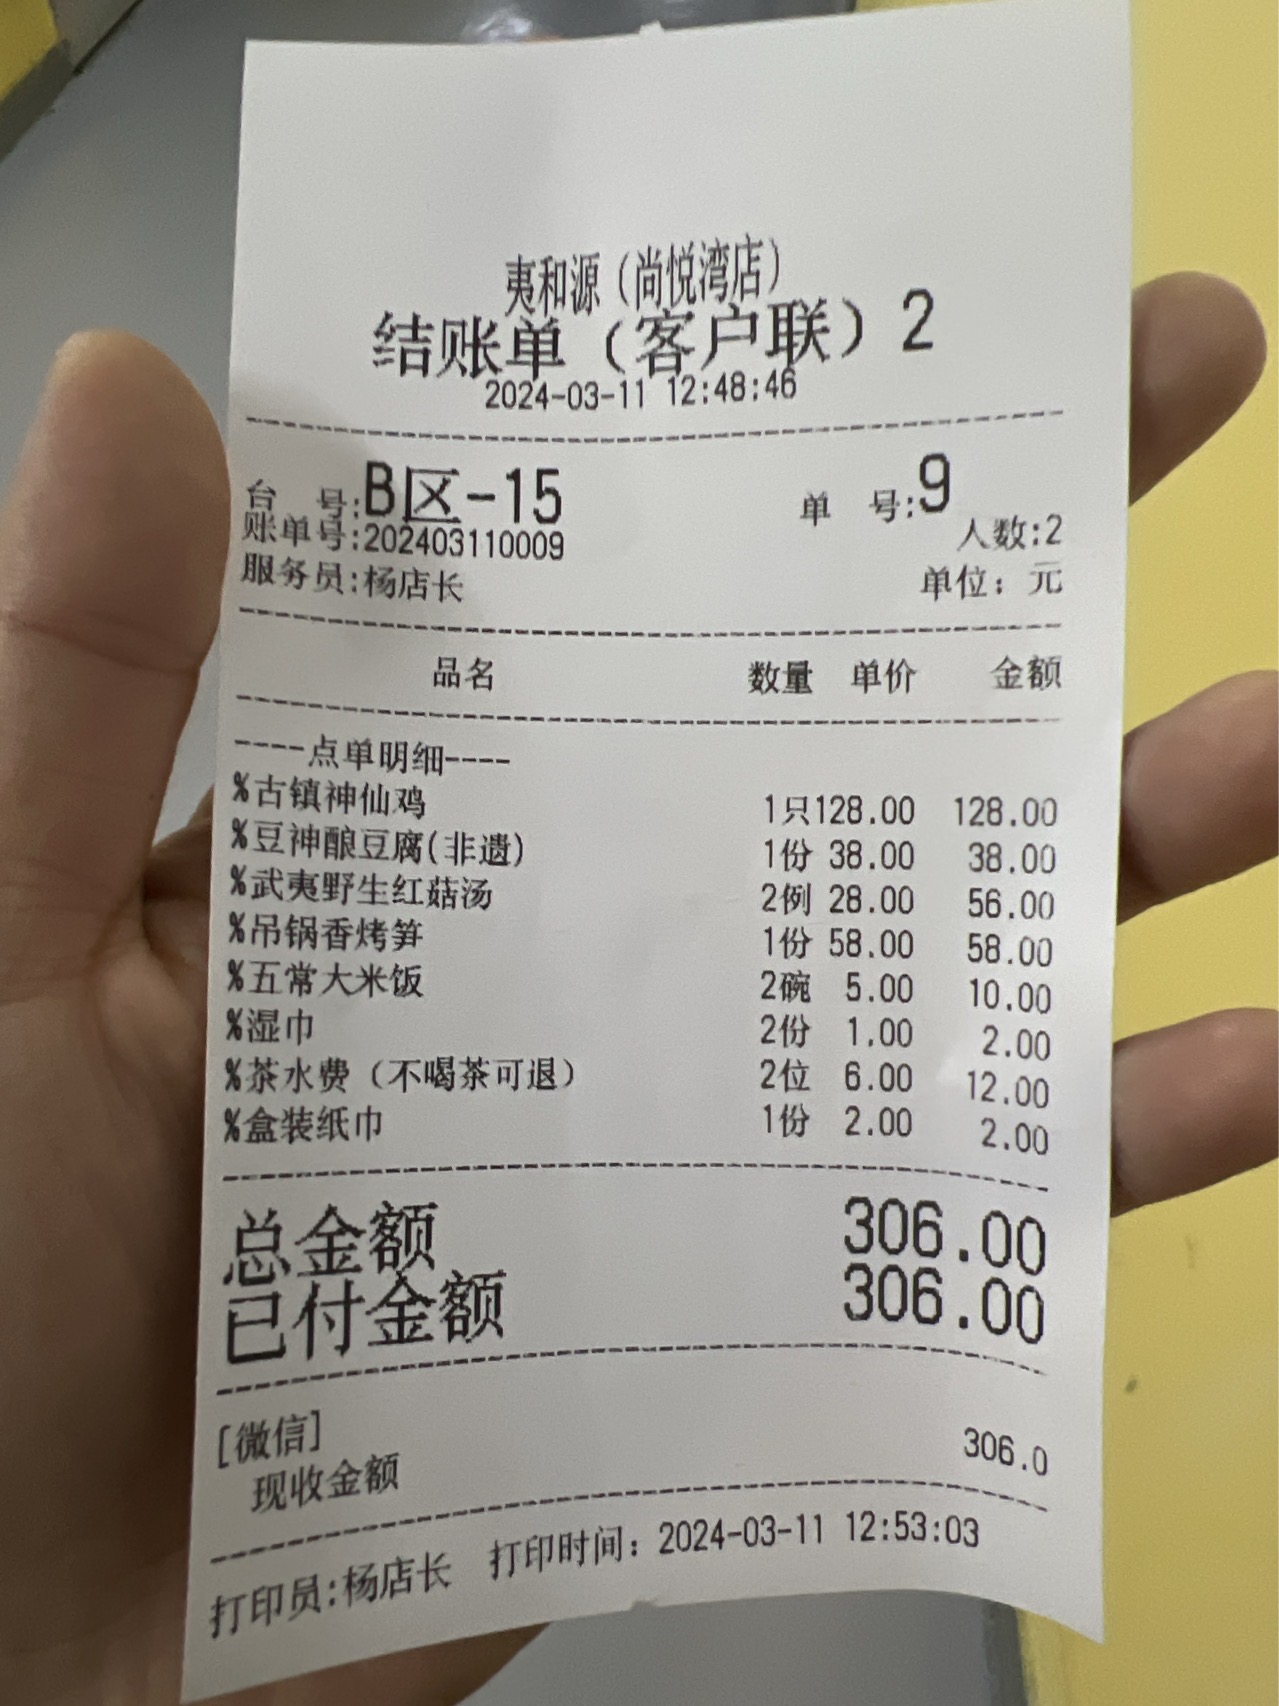 夷和源（尚悦湾店）
结账单（客户联）2
2024-03-11 12:48:46
台 号:B区-15 单 号:9
账单号:202403110009 人数:2
服务员:杨店长 单位：元
品名 数量 单价 金额
----点单明细----
%古镇神仙鸡 1只128.00 128.00
%豆神酿豆腐(非遗) 1份 38.00 38.00
%武夷野生红菇汤 2例 28.00 56.00
%吊锅香烤笋 1份 58.00 58.00
%五常大米饭 2碗 5.00 10.00
%湿巾 2份 1.00 2.00
%茶水费（不喝茶可退） 2位 6.00 12.00
%盒装纸巾 1份 2.00 2.00
总金额 306.00
已付金额 306.00
[微信]
现收金额 306.0
打印员:杨店长 打印时间：2024-03-11 12:53:03